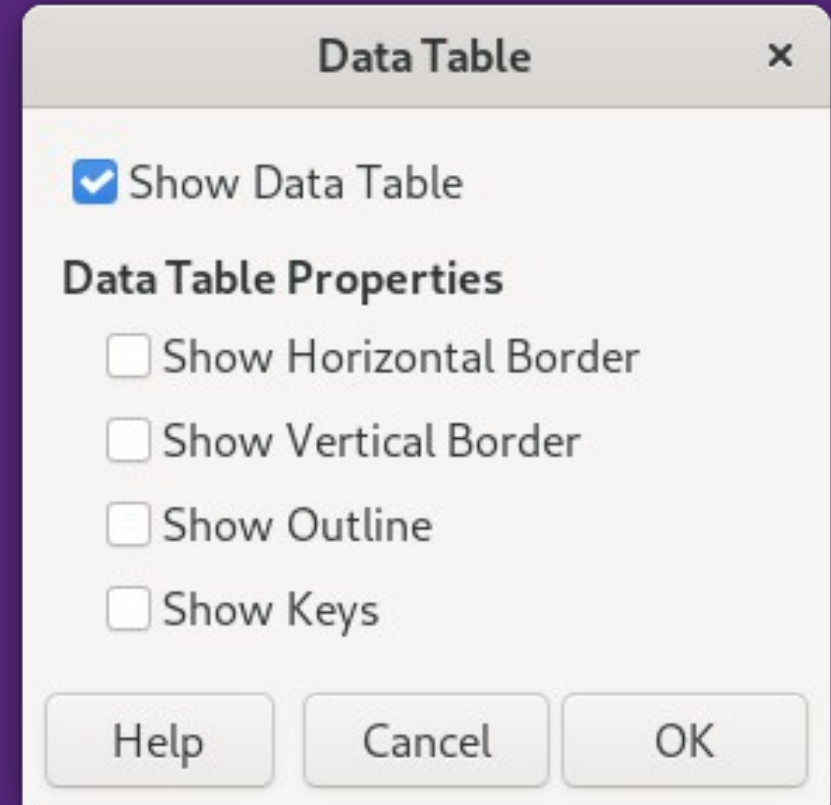 Data Table
Show Data Table
Data Table Properties
Show Horizontal Border
Show Vertical Border
Show Outline
Show Keys
Help Cancel OK